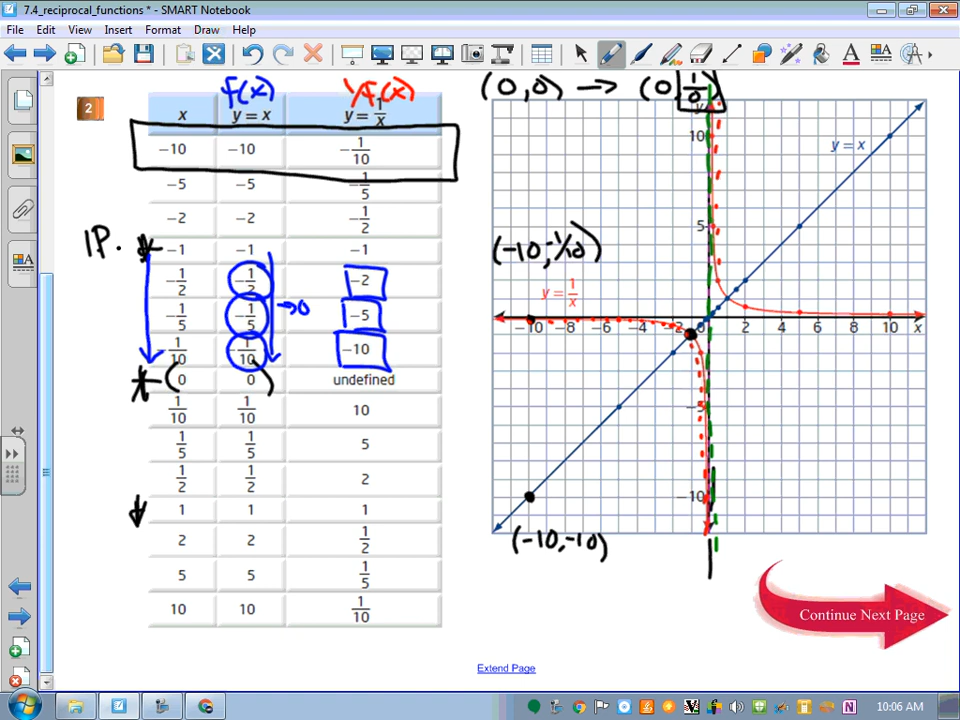 7.4_reciprocal_functions * - SMART Notebook
File Edit View Insert Format Draw Help
2
f(x) 1/f(x)
x y = x y = 1/x
−10 −10 −1/10
−5 −5 −1/5
−2 −2 −1/2
IP. −1 −1 −1
−1/2 −1/2 −2
−1/5 −1/5 −5
→0
−1/10 −1/10 −10
( 0 0 ) undefined
1/10 1/10 10
1/5 1/5 5
1/2 1/2 2
1 1 1
2 2 1/2
5 5 1/5
10 10 1/10
(0,0) → (0, 1/0)
y
10
y = x
5
(-10,-1/10)
y = 1/x
−10 −8 −6 −4 −2 0 2 4 6 8 10 x
−5
−10
(-10,-10)
Continue Next Page
Extend Page
10:06 AM